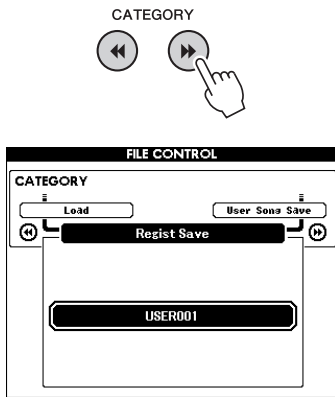 CATEGORY
FILE CONTROL
CATEGORY
Load
User Song Save
Regist Save
USER001